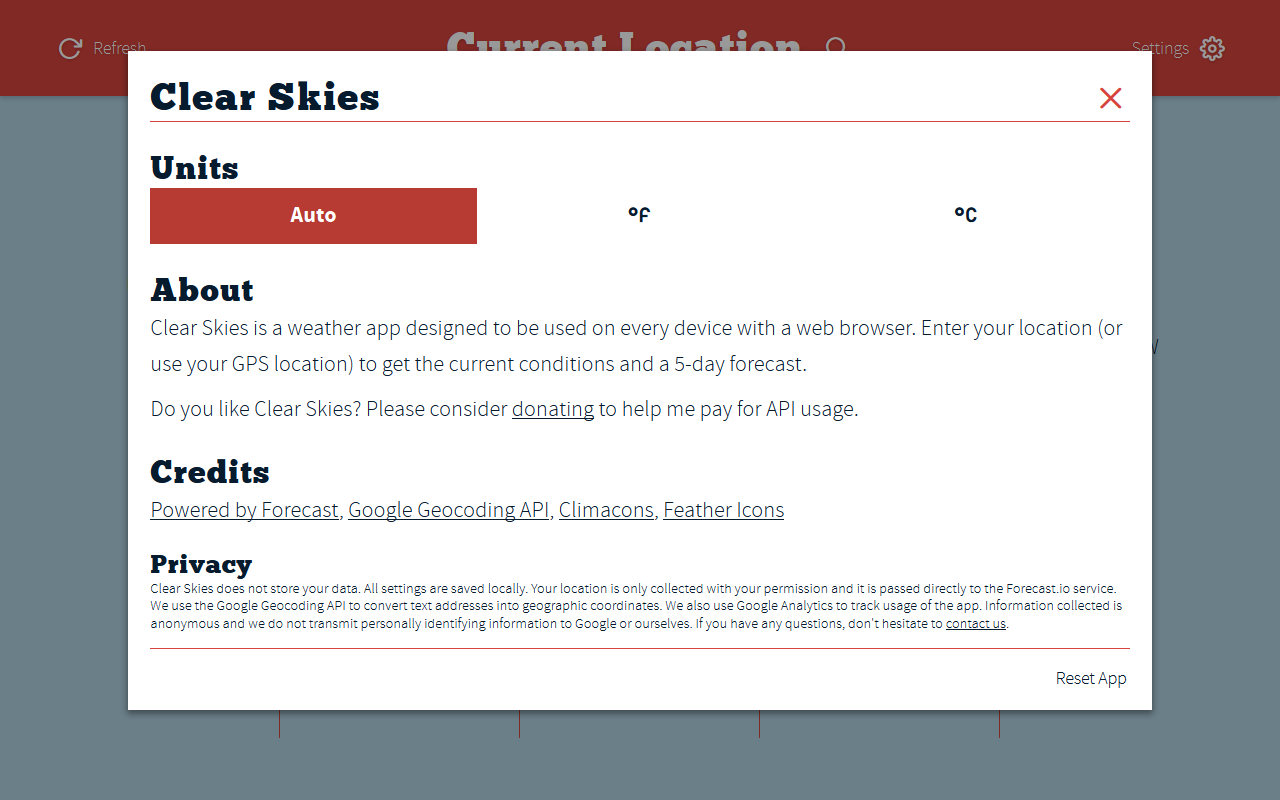 Refresh
Current Location
Settings
Clear Skies
Units
Auto
°F
°C
About
Clear Skies is a weather app designed to be used on every device with a web browser. Enter your location (or
use your GPS location) to get the current conditions and a 5-day forecast.
Do you like Clear Skies? Please consider donating to help me pay for API usage.
Credits
Powered by Forecast, Google Geocoding API, Climacons, Feather Icons
Privacy
Clear Skies does not store your data. All settings are saved locally. Your location is only collected with your permission and it is passed directly to the Forecast.io service.
We use the Google Geocoding API to convert text addresses into geographic coordinates. We also use Google Analytics to track usage of the app. Information collected is
anonymous and we do not transmit personally identifying information to Google or ourselves. If you have any questions, don't hesitate to contact us.
Reset App